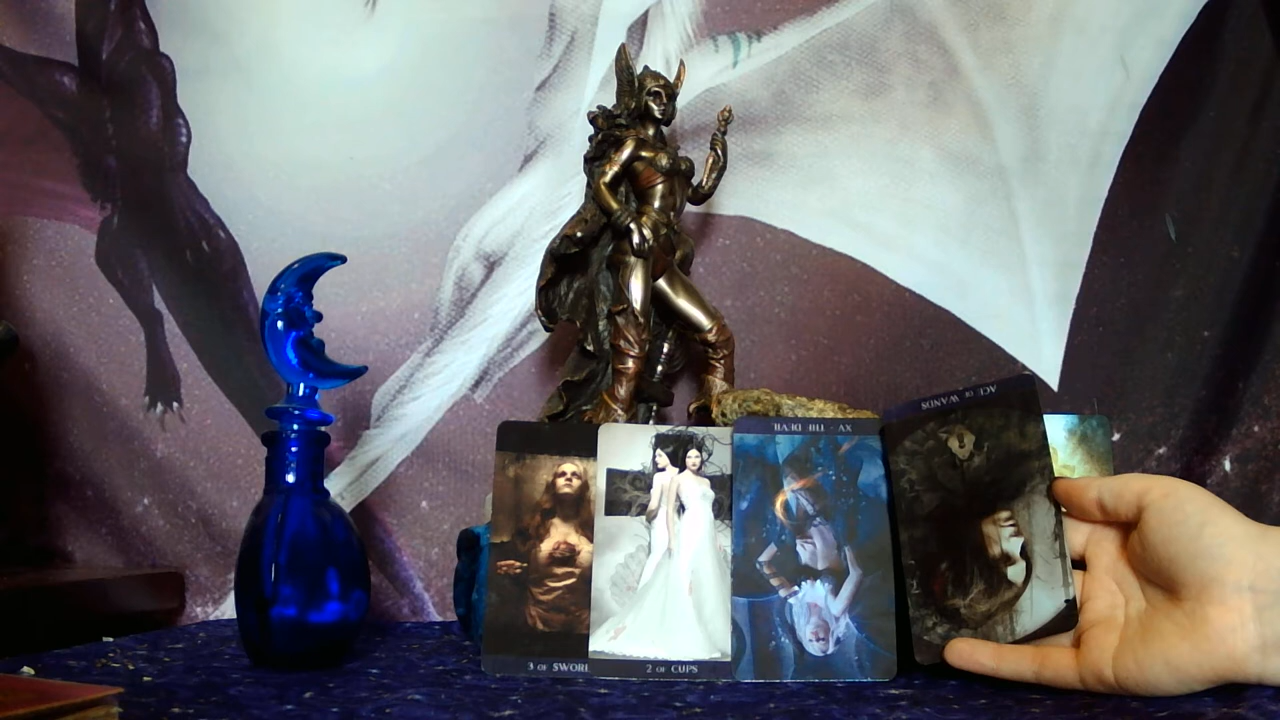 3 OF SWOR
2 OF CUPS
XV - THE DEVIL
ACE OF WANDS